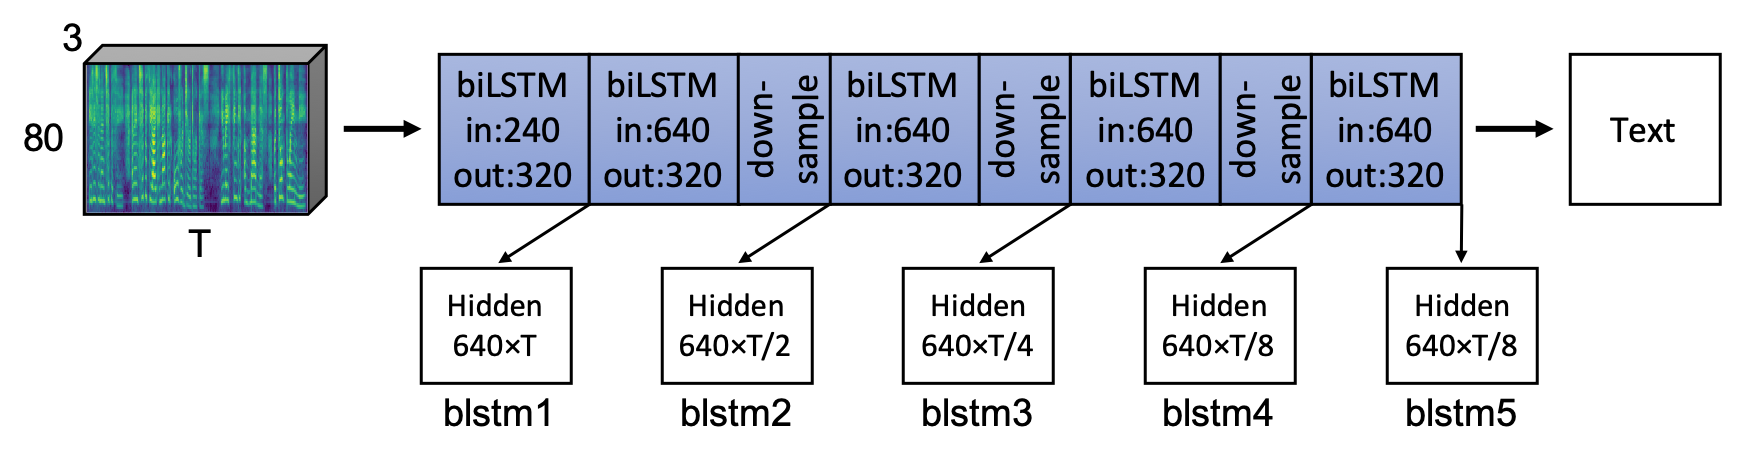 3
80
T
biLSTM
in:240
out:320
biLSTM
in:640
out:320
down-
sample
biLSTM
in:640
out:320
down-
sample
biLSTM
in:640
out:320
down-
sample
biLSTM
in:640
out:320
Text
Hidden
640×T
blstm1
Hidden
640×T/2
blstm2
Hidden
640×T/4
blstm3
Hidden
640×T/8
blstm4
Hidden
640×T/8
blstm5